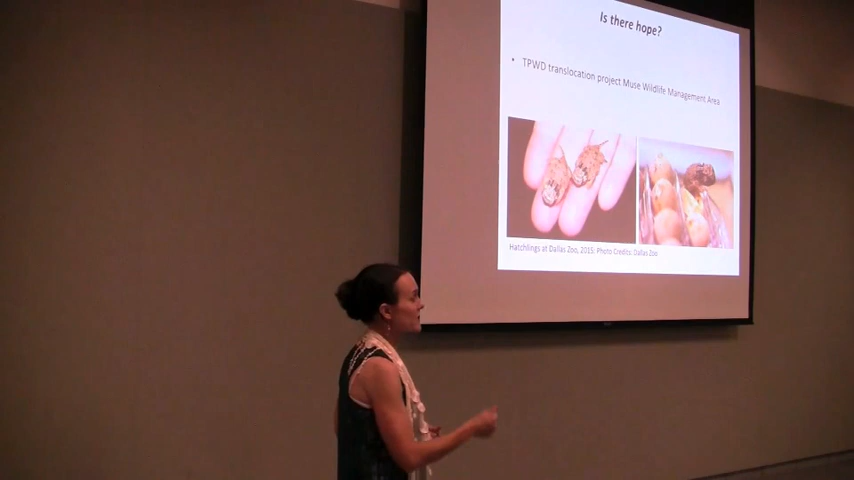 Is there hope?
• TPWD translocation project Muse Wildlife Management Area
Hatchlings at Dallas Zoo, 2015; Photo Credits: Dallas Zoo